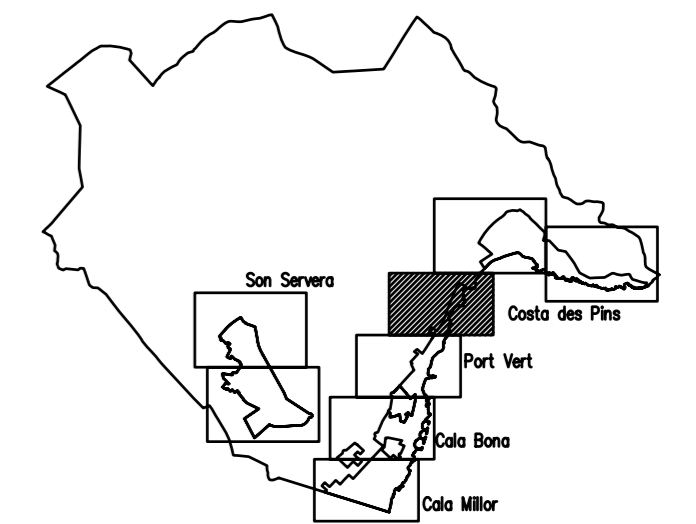 Son Servera
Costa des Pins
Port Vert
Cala Bona
Cala Millor